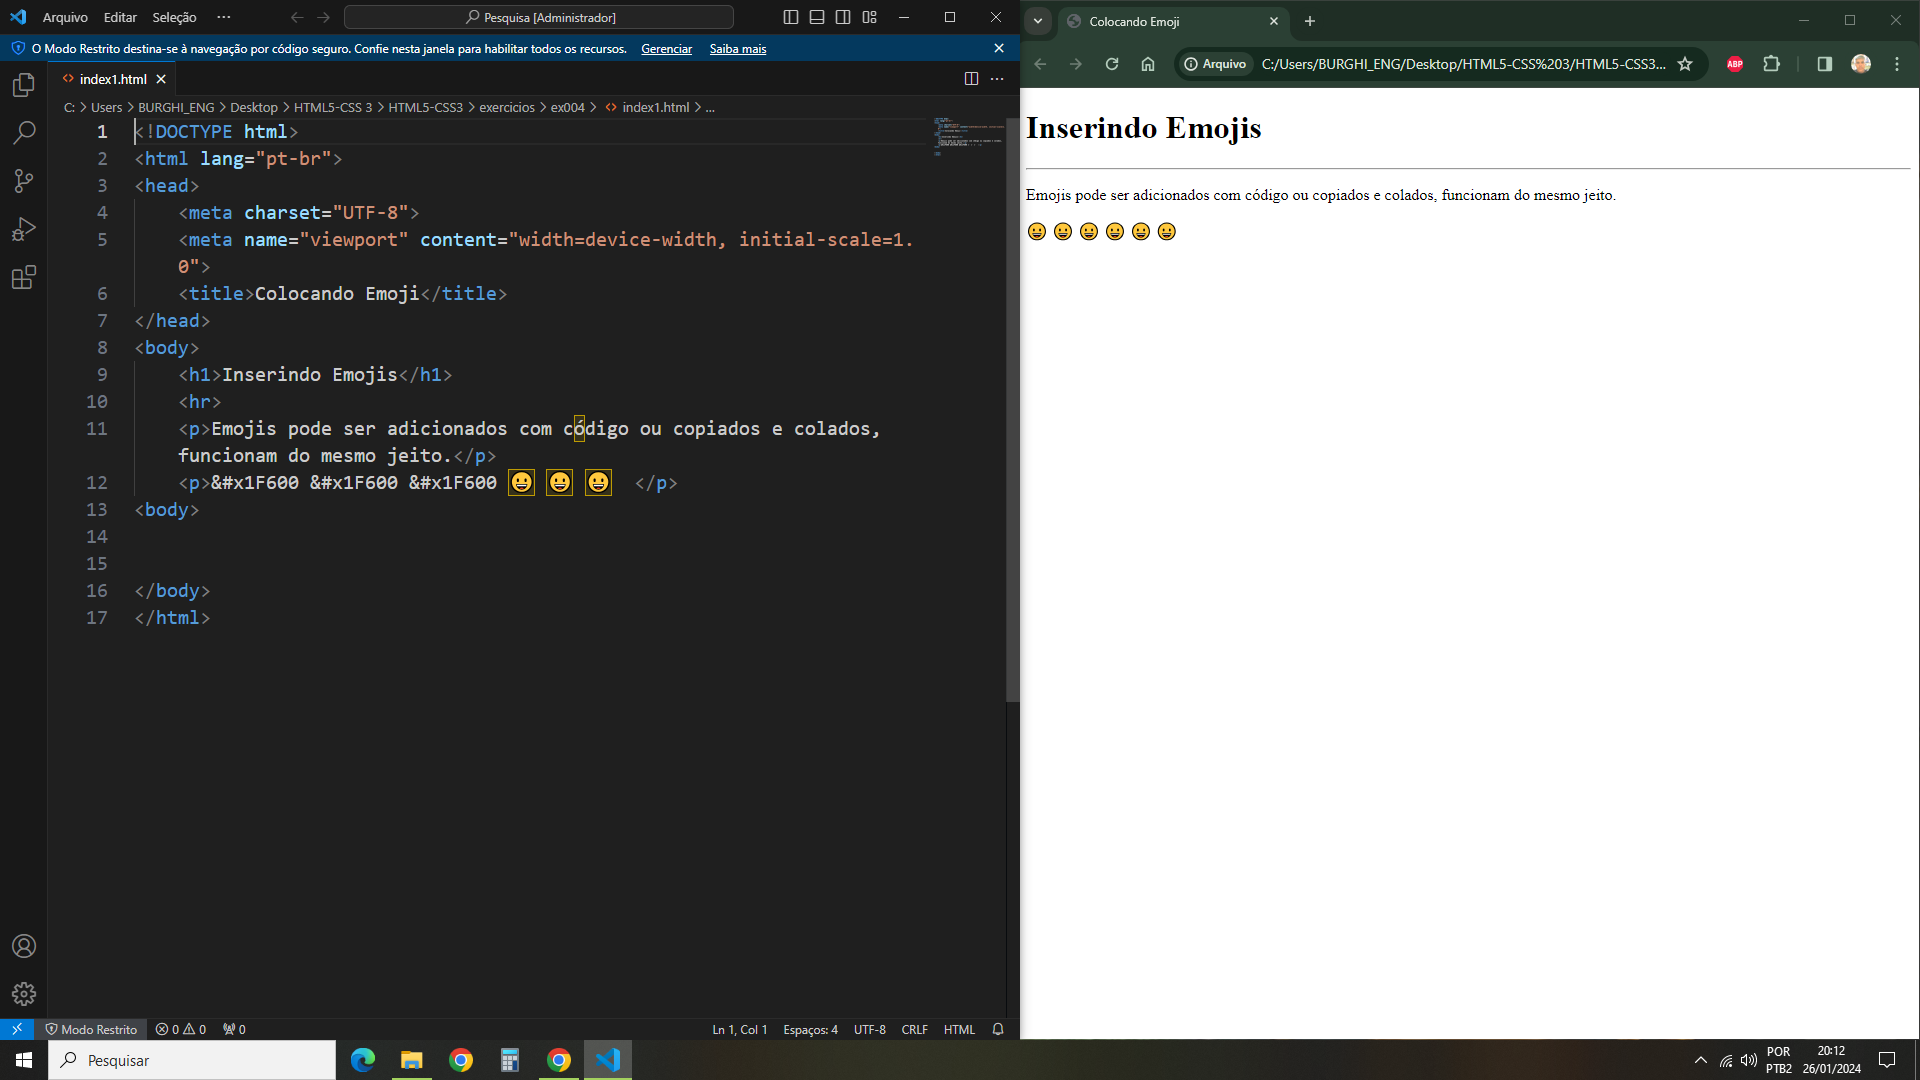 Arquivo Editar Seleção ··· Pesquisa [Administrador]
O Modo Restrito destina-se à navegação por código seguro. Confie nesta janela para habilitar todos os recursos. Gerenciar Saiba mais
index1.html
C: > Users > BURGHI_ENG > Desktop > HTML5-CSS 3 > HTML5-CSS3 > exercicios > ex004 > <> index1.html > ...
1 <!DOCTYPE html>
2 <html lang="pt-br">
3 <head>
4 <meta charset="UTF-8">
5 <meta name="viewport" content="width=device-width, initial-scale=1.
0">
6 <title>Colocando Emoji</title>
7 </head>
8 <body>
9 <h1>Inserindo Emojis</h1>
10 <hr>
11 <p>Emojis pode ser adicionados com código ou copiados e colados,
funcionam do mesmo jeito.</p>
12 <p>&#x1F600 &#x1F600 &#x1F600 😀 😀 😀 </p>
13 <body>
14
15
16 </body>
17 </html>
Modo Restrito 0 0 0 Ln 1, Col 1 Espaços: 4 UTF-8 CRLF HTML
Colocando Emoji
Arquivo C:/Users/BURGHI_ENG/Desktop/HTML5-CSS%203/HTML5-CSS3... ABP
Inserindo Emojis
Emojis pode ser adicionados com código ou copiados e colados, funcionam do mesmo jeito.
😀 😀 😀 😀 😀 😀
Pesquisar
POR
PTB2
20:12
26/01/2024